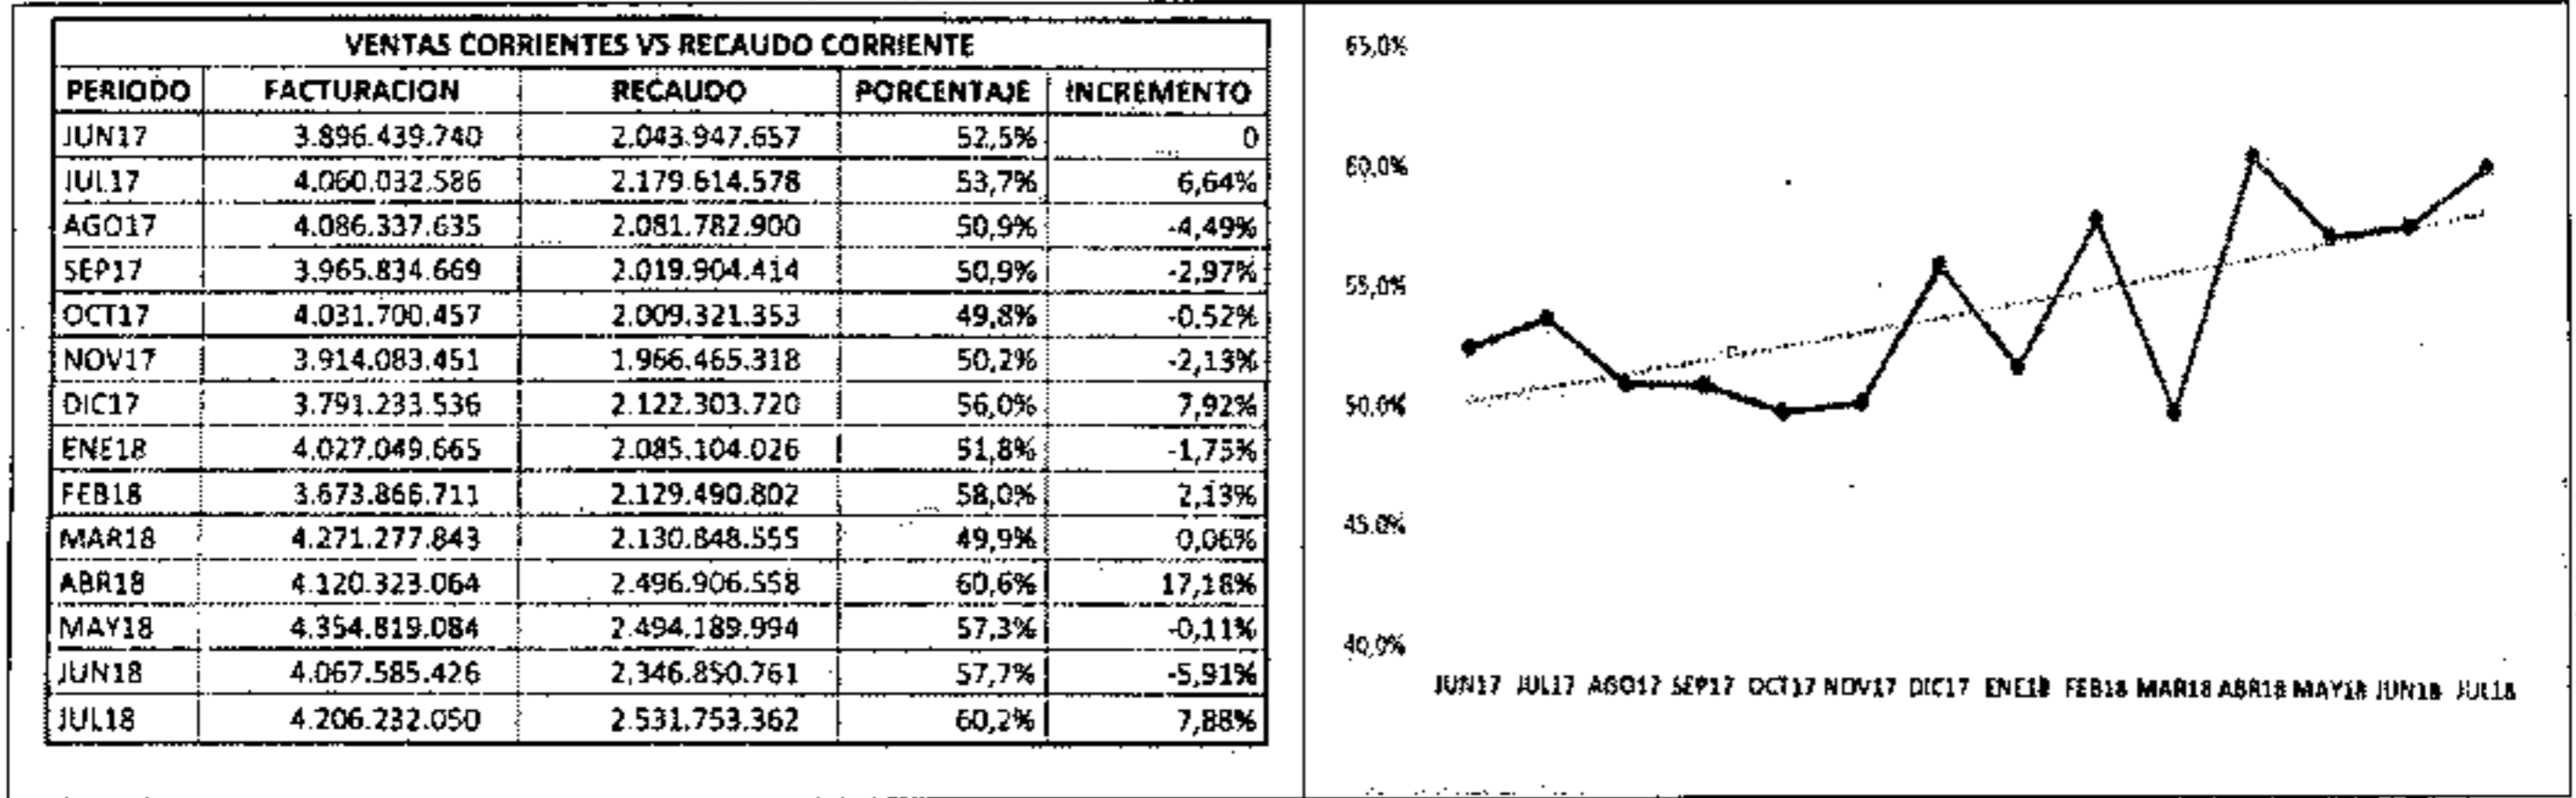 VENTAS CORRIENTES VS RECAUDO CORRIENTE
PERIODO FACTURACION RECAUDO PORCENTAJE INCREMENTO
JUN17 3.896.439.740 2.043.947.657 52,5% 0
JUL17 4.060.032.586 2.179.614.578 53,7% 6,64%
AGO17 4.086.337.635 2.081.782.900 50,9% -4,49%
SEP17 3.965.834.669 2.019.904.414 50,9% -2,97%
OCT17 4.031.700.457 2.009.321.353 49,8% -0,52%
NOV17 3.914.083.451 1.966.465.318 50,2% -2,13%
DIC17 3.791.233.536 2.122.303.720 56,0% 7,92%
ENE18 4.027.049.665 2.085.104.026 51,8% -1,75%
FEB18 3.673.866.711 2.129.490.802 58,0% 2,13%
MAR18 4.271.277.843 2.130.848.555 49,9% 0,06%
ABR18 4.120.323.064 2.496.906.558 60,6% 17,18%
MAY18 4.354.819.084 2.494.189.994 57,3% -0,11%
JUN18 4.067.585.426 2.346.850.761 57,7% -5,91%
JUL18 4.206.232.050 2.531.753.362 60,2% 7,88%
65,0%
60,0%
55,0%
50,0%
45,0%
40,0%
JUN17 JUL17 AGO17 SEP17 OCT17 NOV17 DIC17 ENE18 FEB18 MAR18 ABR18 MAY18 JUN18 JUL18